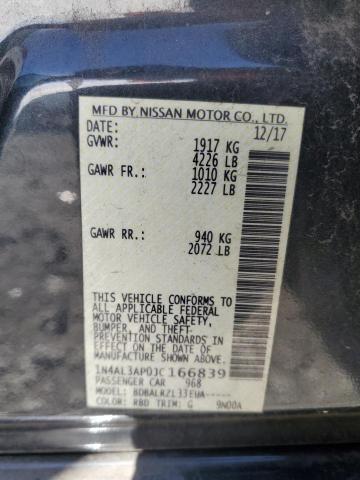 MFD BY NISSAN MOTOR CO., LTD.
DATE: 12/17
GVWR: 1917 KG
4226 LB
GAWR FR.: 1010 KG
2227 LB
GAWR RR.: 940 KG
2072 LB
THIS VEHICLE CONFORMS TO
ALL APPLICABLE FEDERAL
MOTOR VEHICLE SAFETY,
BUMPER, AND THEFT-
PREVENTION STANDARDS
IN EFFECT ON THE DATE OF
MANUFACTURE SHOWN ABOVE.
1N4AL3AP0JC166839
PASSENGER CAR 968
MODEL: BDBALRZL33EUA-----
COLOR: RBD TRIM: G 9N00A